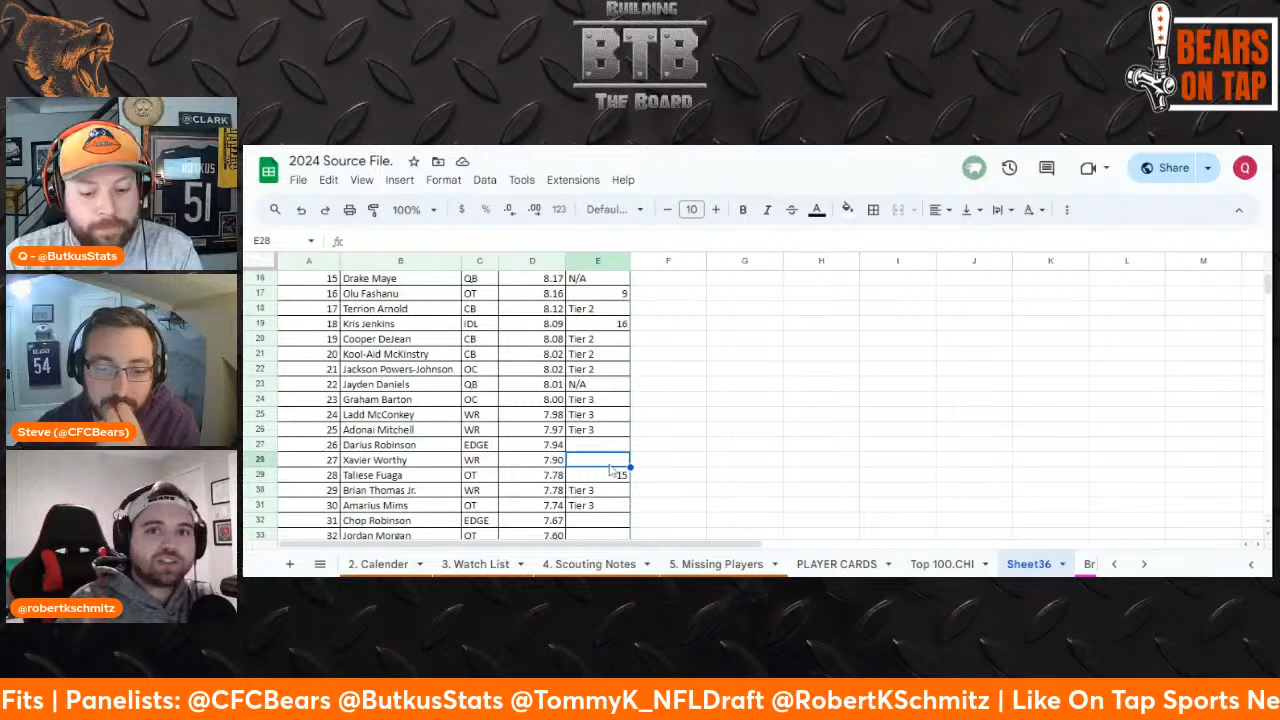 BUILDING
BTB
THE BOARD
BEARS
ON TAP
CLARK
BUTKUS
51
Q - @ButkusStats
54
Steve (@CFCBears)
@robertkschmitz
2024 Source File.
File Edit View Insert Format Data Tools Extensions Help
Share
Q
100% $ % .0 .00 123 Defaul... 10 B I S A
E28 fx
A B C D E F G H I J K L M
16 15 Drake Maye QB 8.17 N/A
17 16 Olu Fashanu OT 8.16 9
18 17 Terrion Arnold CB 8.12 Tier 2
19 18 Kris Jenkins IDL 8.09 16
20 19 Cooper DeJean CB 8.08 Tier 2
21 20 Kool-Aid McKinstry CB 8.02 Tier 2
22 21 Jackson Powers-Johnson OC 8.02 Tier 2
23 22 Jayden Daniels QB 8.01 N/A
24 23 Graham Barton OC 8.00 Tier 3
25 24 Ladd McConkey WR 7.98 Tier 3
26 25 Adonai Mitchell WR 7.97 Tier 3
27 26 Darius Robinson EDGE 7.94
28 27 Xavier Worthy WR 7.90
29 28 Taliese Fuaga OT 7.78 15
30 29 Brian Thomas Jr. WR 7.78 Tier 3
31 30 Amarius Mims OT 7.74 Tier 3
32 31 Chop Robinson EDGE 7.67
33 32 Jordan Morgan OT 7.60
2. Calender 3. Watch List 4. Scouting Notes 5. Missing Players PLAYER CARDS Top 100.CHI Sheet36 Br
Fits | Panelists: @CFCBears @ButkusStats @TommyK_NFLDraft @RobertKSchmitz | Like On Tap Sports Ne